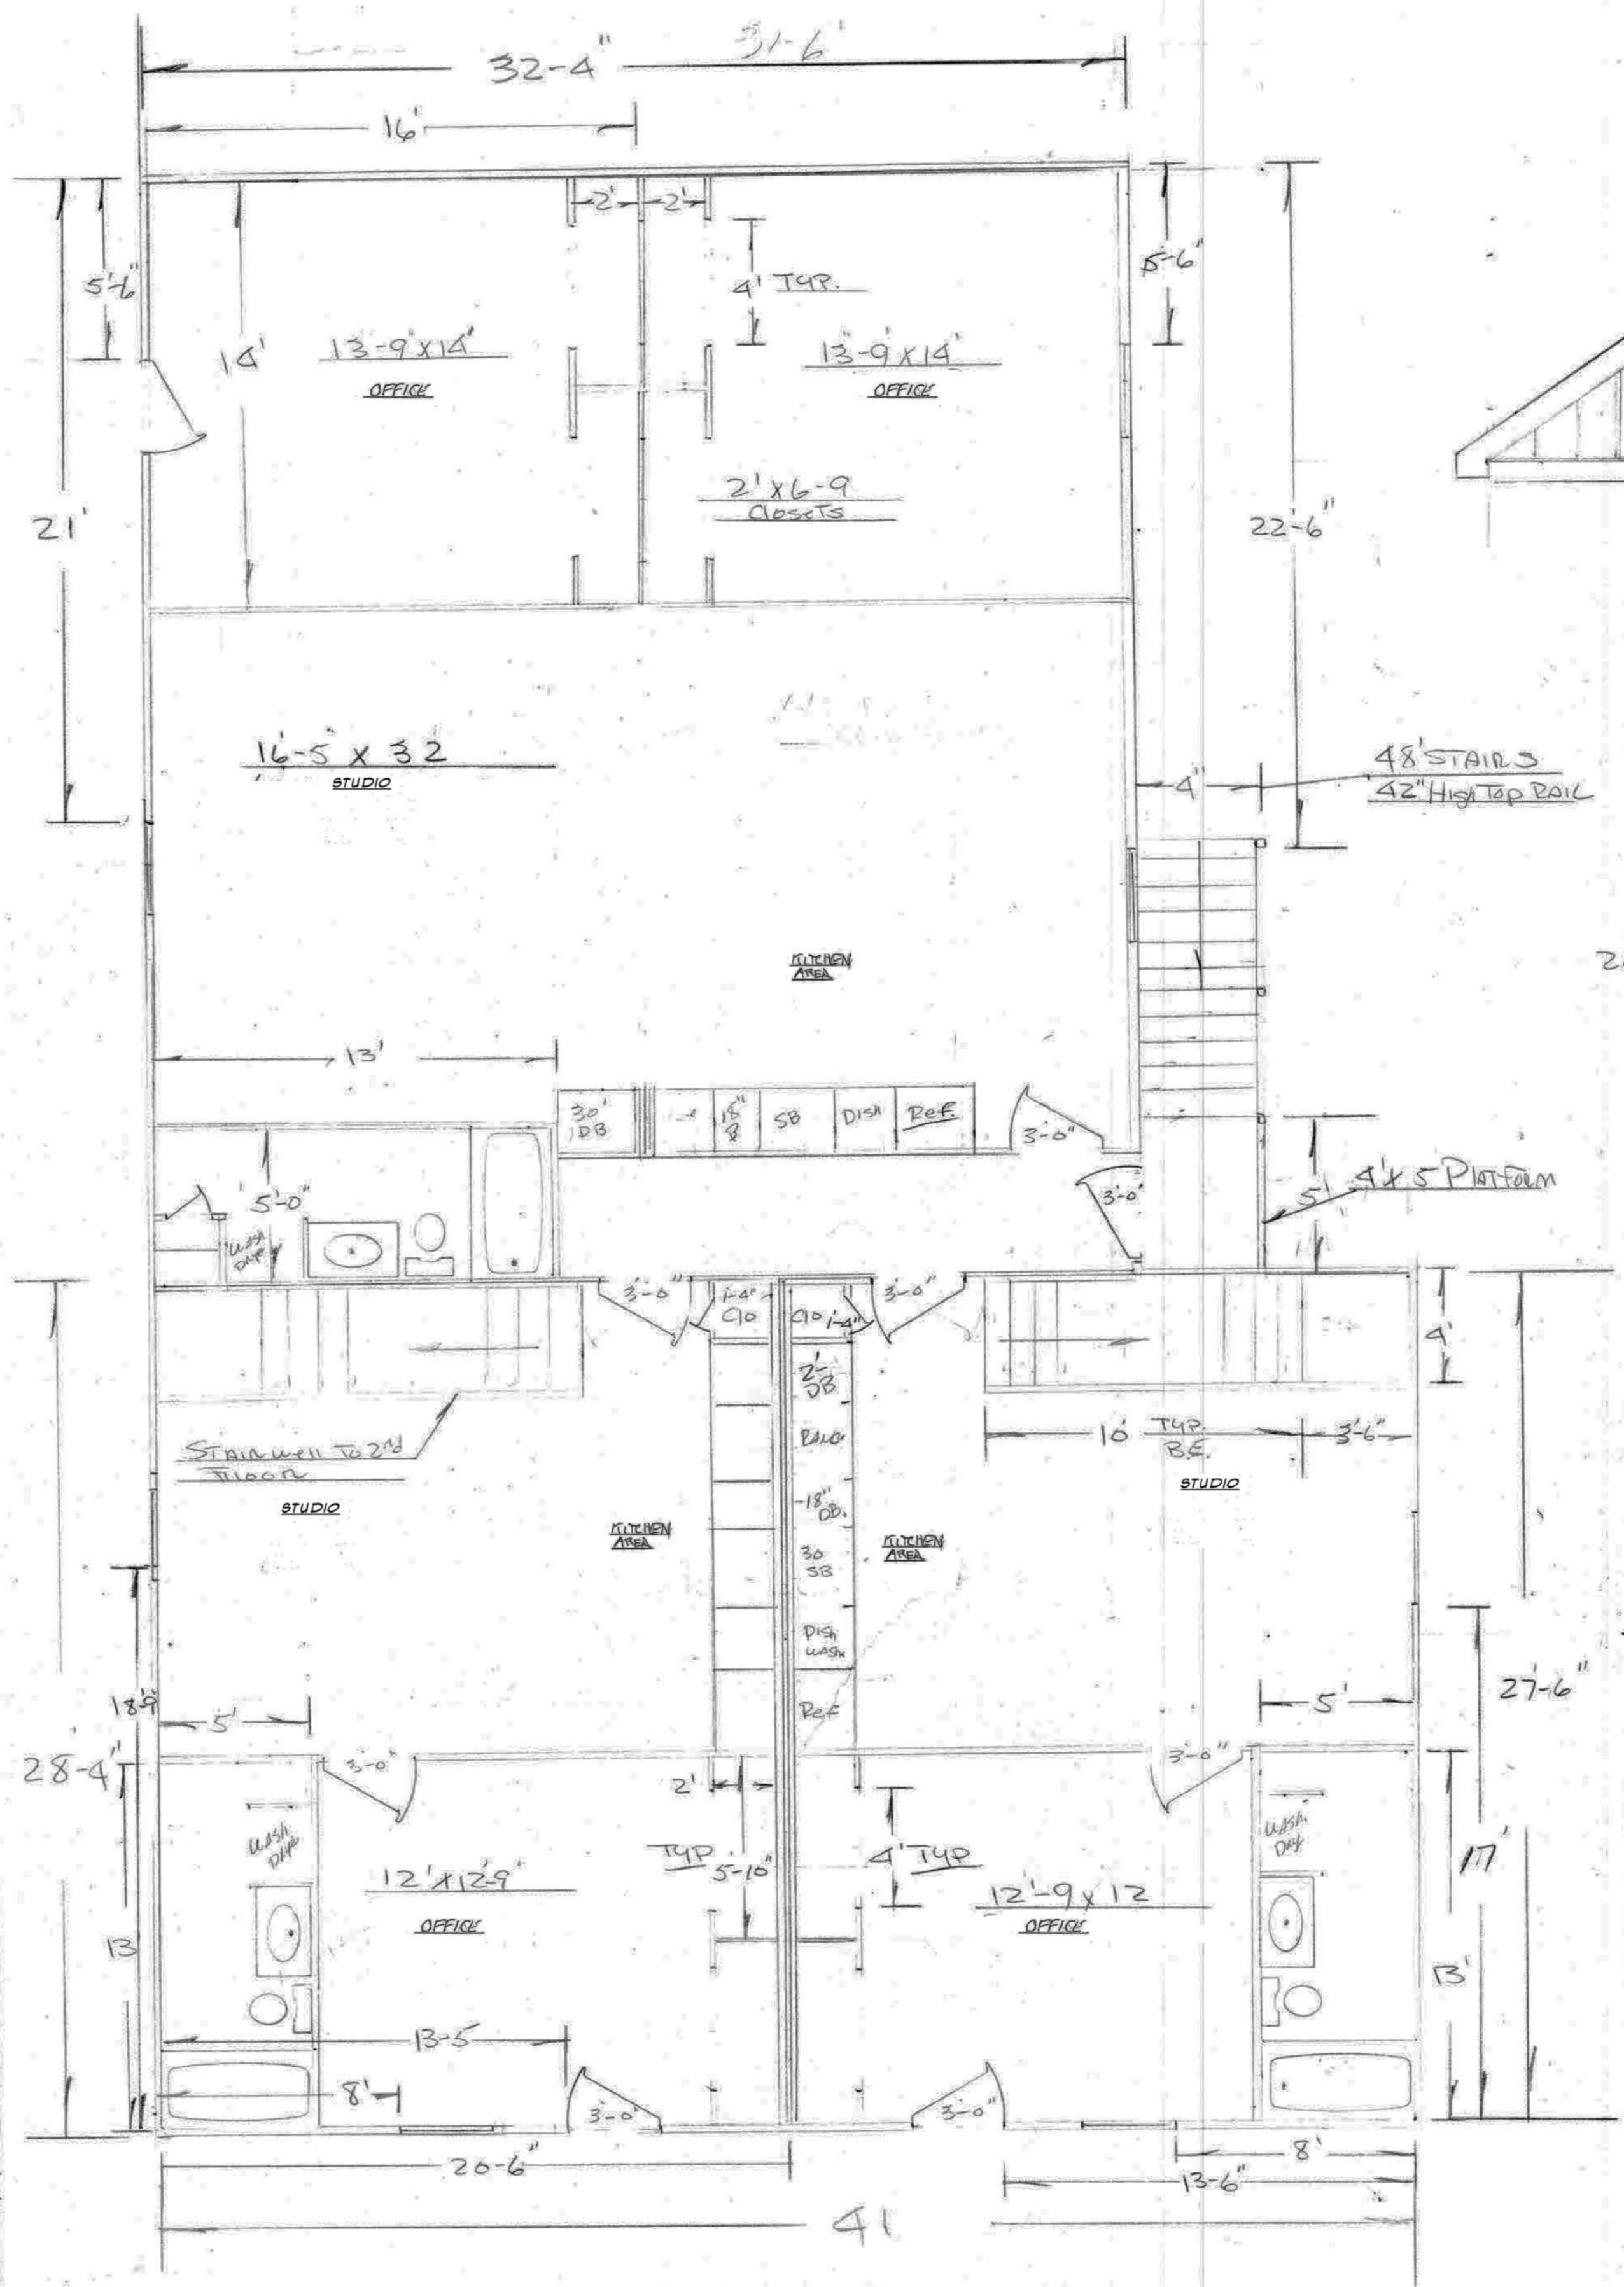 32-4"
31-6'
16'
2'
2'
5'-6"
5-6"
4' TYP.
14'
13-9"x14'
OFFICE
13-9x14'
OFFICE
2'x6-9
Closets
21'
22'-6"
16-5" x 32
STUDIO
4"
48'STAIRS
42"High Top RAIL
KITCHEN
AREA
13'
30'
DB
18"
SB
DISH
Ref.
3'-0"
3'-0"
5'-0"
5'
4'x5 Platform
Wash
Drye
3'-0"
1-4"
Clo
Clo
1-4"
3'-0"
4'
2'-
DB
Range
-18"
DB.
30
SB
Dish
Wash
Ref
10 TYP.
B.E.
3'-6"
Stairwell To 2nd
Floor
STUDIO
KITCHEN
AREA
KITCHEN
AREA
STUDIO
18'9"
5'
5'
27'-6"
28-4"
3-0"
3'-0"
2'
Wash
Drye
Wash
Dry
TYP
5'-10"
4' TYP
17'
12'x12'-9"
OFFICE
12'-9 x 12
OFFICE
13
13'
13-5
8'
3'-0"
3'-0"
20-6"
8'
13-6"
41